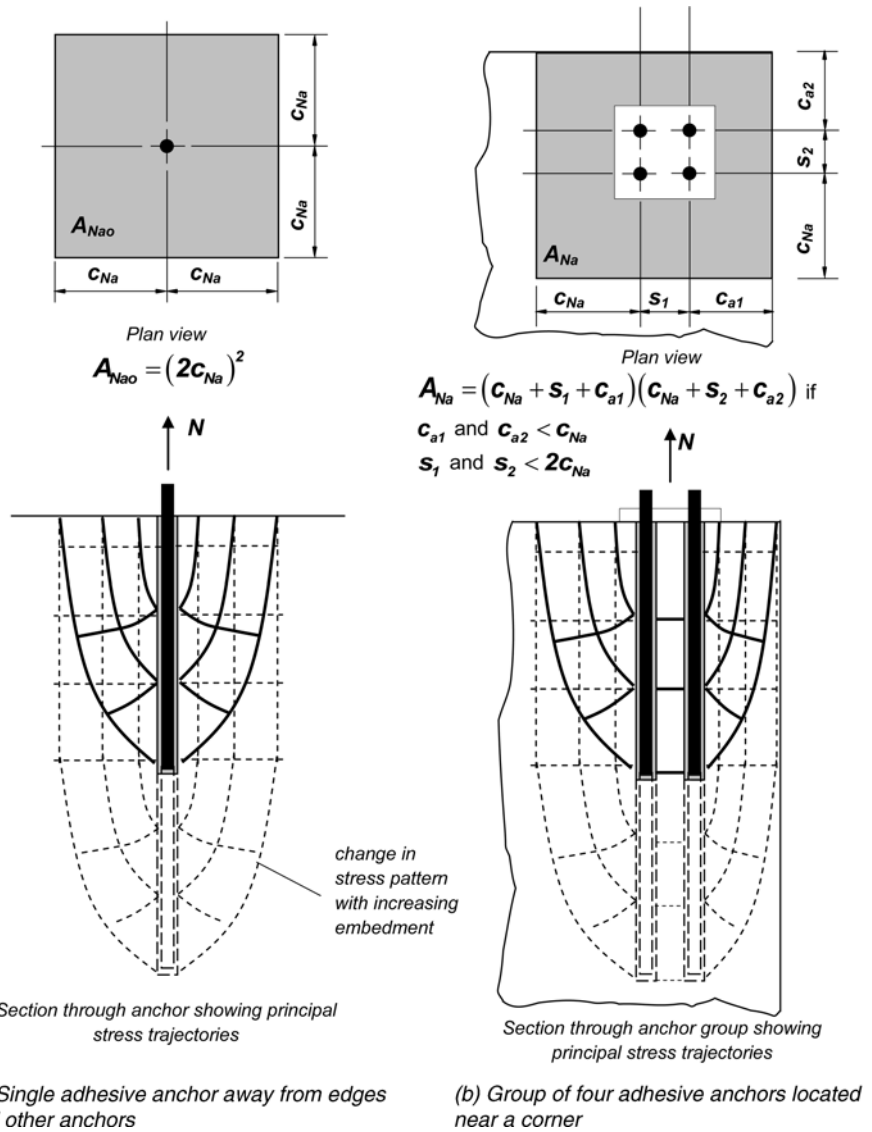 c_Na
c_Na
A_Nao
c_Na
c_Na
Plan view
A_Nao = (2c_Na)²
N
change in
stress pattern
with increasing
embedment
Section through anchor showing principal
stress trajectories
Single adhesive anchor away from edges
other anchors
c_a2
s_2
c_Na
A_Na
c_Na
s_1
c_a1
Plan view
A_Na = (c_Na + s_1 + c_a1)(c_Na + s_2 + c_a2) if
c_a1 and c_a2 < c_Na
s_1 and s_2 < 2c_Na
N
Section through anchor group showing
principal stress trajectories
(b) Group of four adhesive anchors located
near a corner